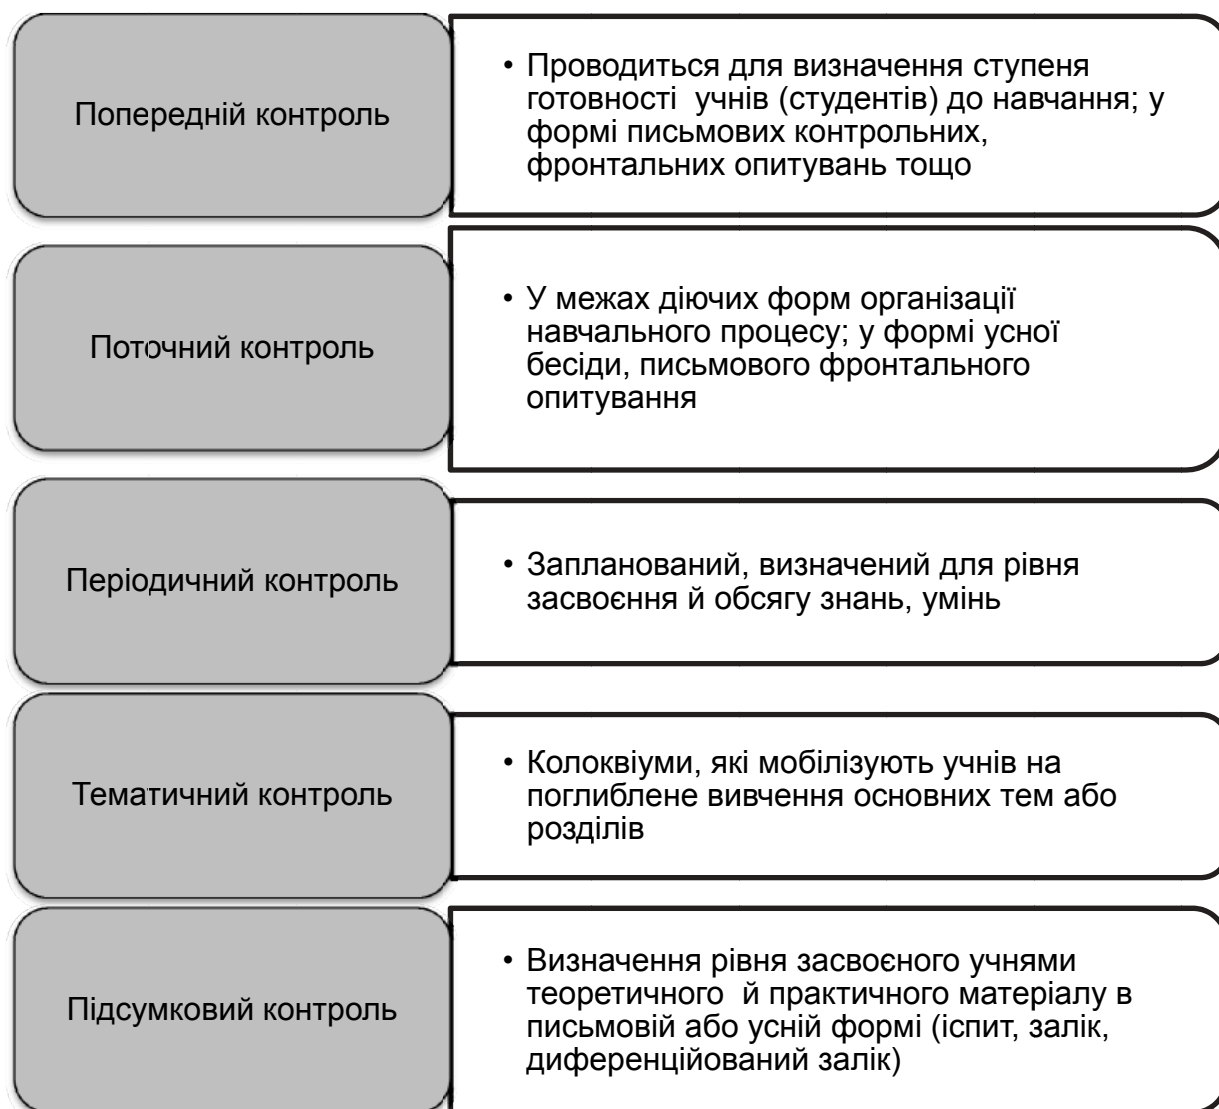 Попередній контроль
• Проводиться для визначення ступеня
готовності  учнів (студентів) до навчання; у
формі письмових контрольних,
фронтальних опитувань тощо
Поточний контроль
• У межах діючих форм організації
навчального процесу; у формі усної
бесіди, письмового фронтального
опитування
Періодичний контроль
• Запланований, визначений для рівня
засвоєння й обсягу знань, умінь
Тематичний контроль
• Колоквіуми, які мобілізують учнів на
поглиблене вивчення основних тем або
розділів
Підсумковий контроль
• Визначення рівня засвоєного учнями
теоретичного  й практичного матеріалу в
письмовій або усній формі (іспит, залік,
диференційований залік)